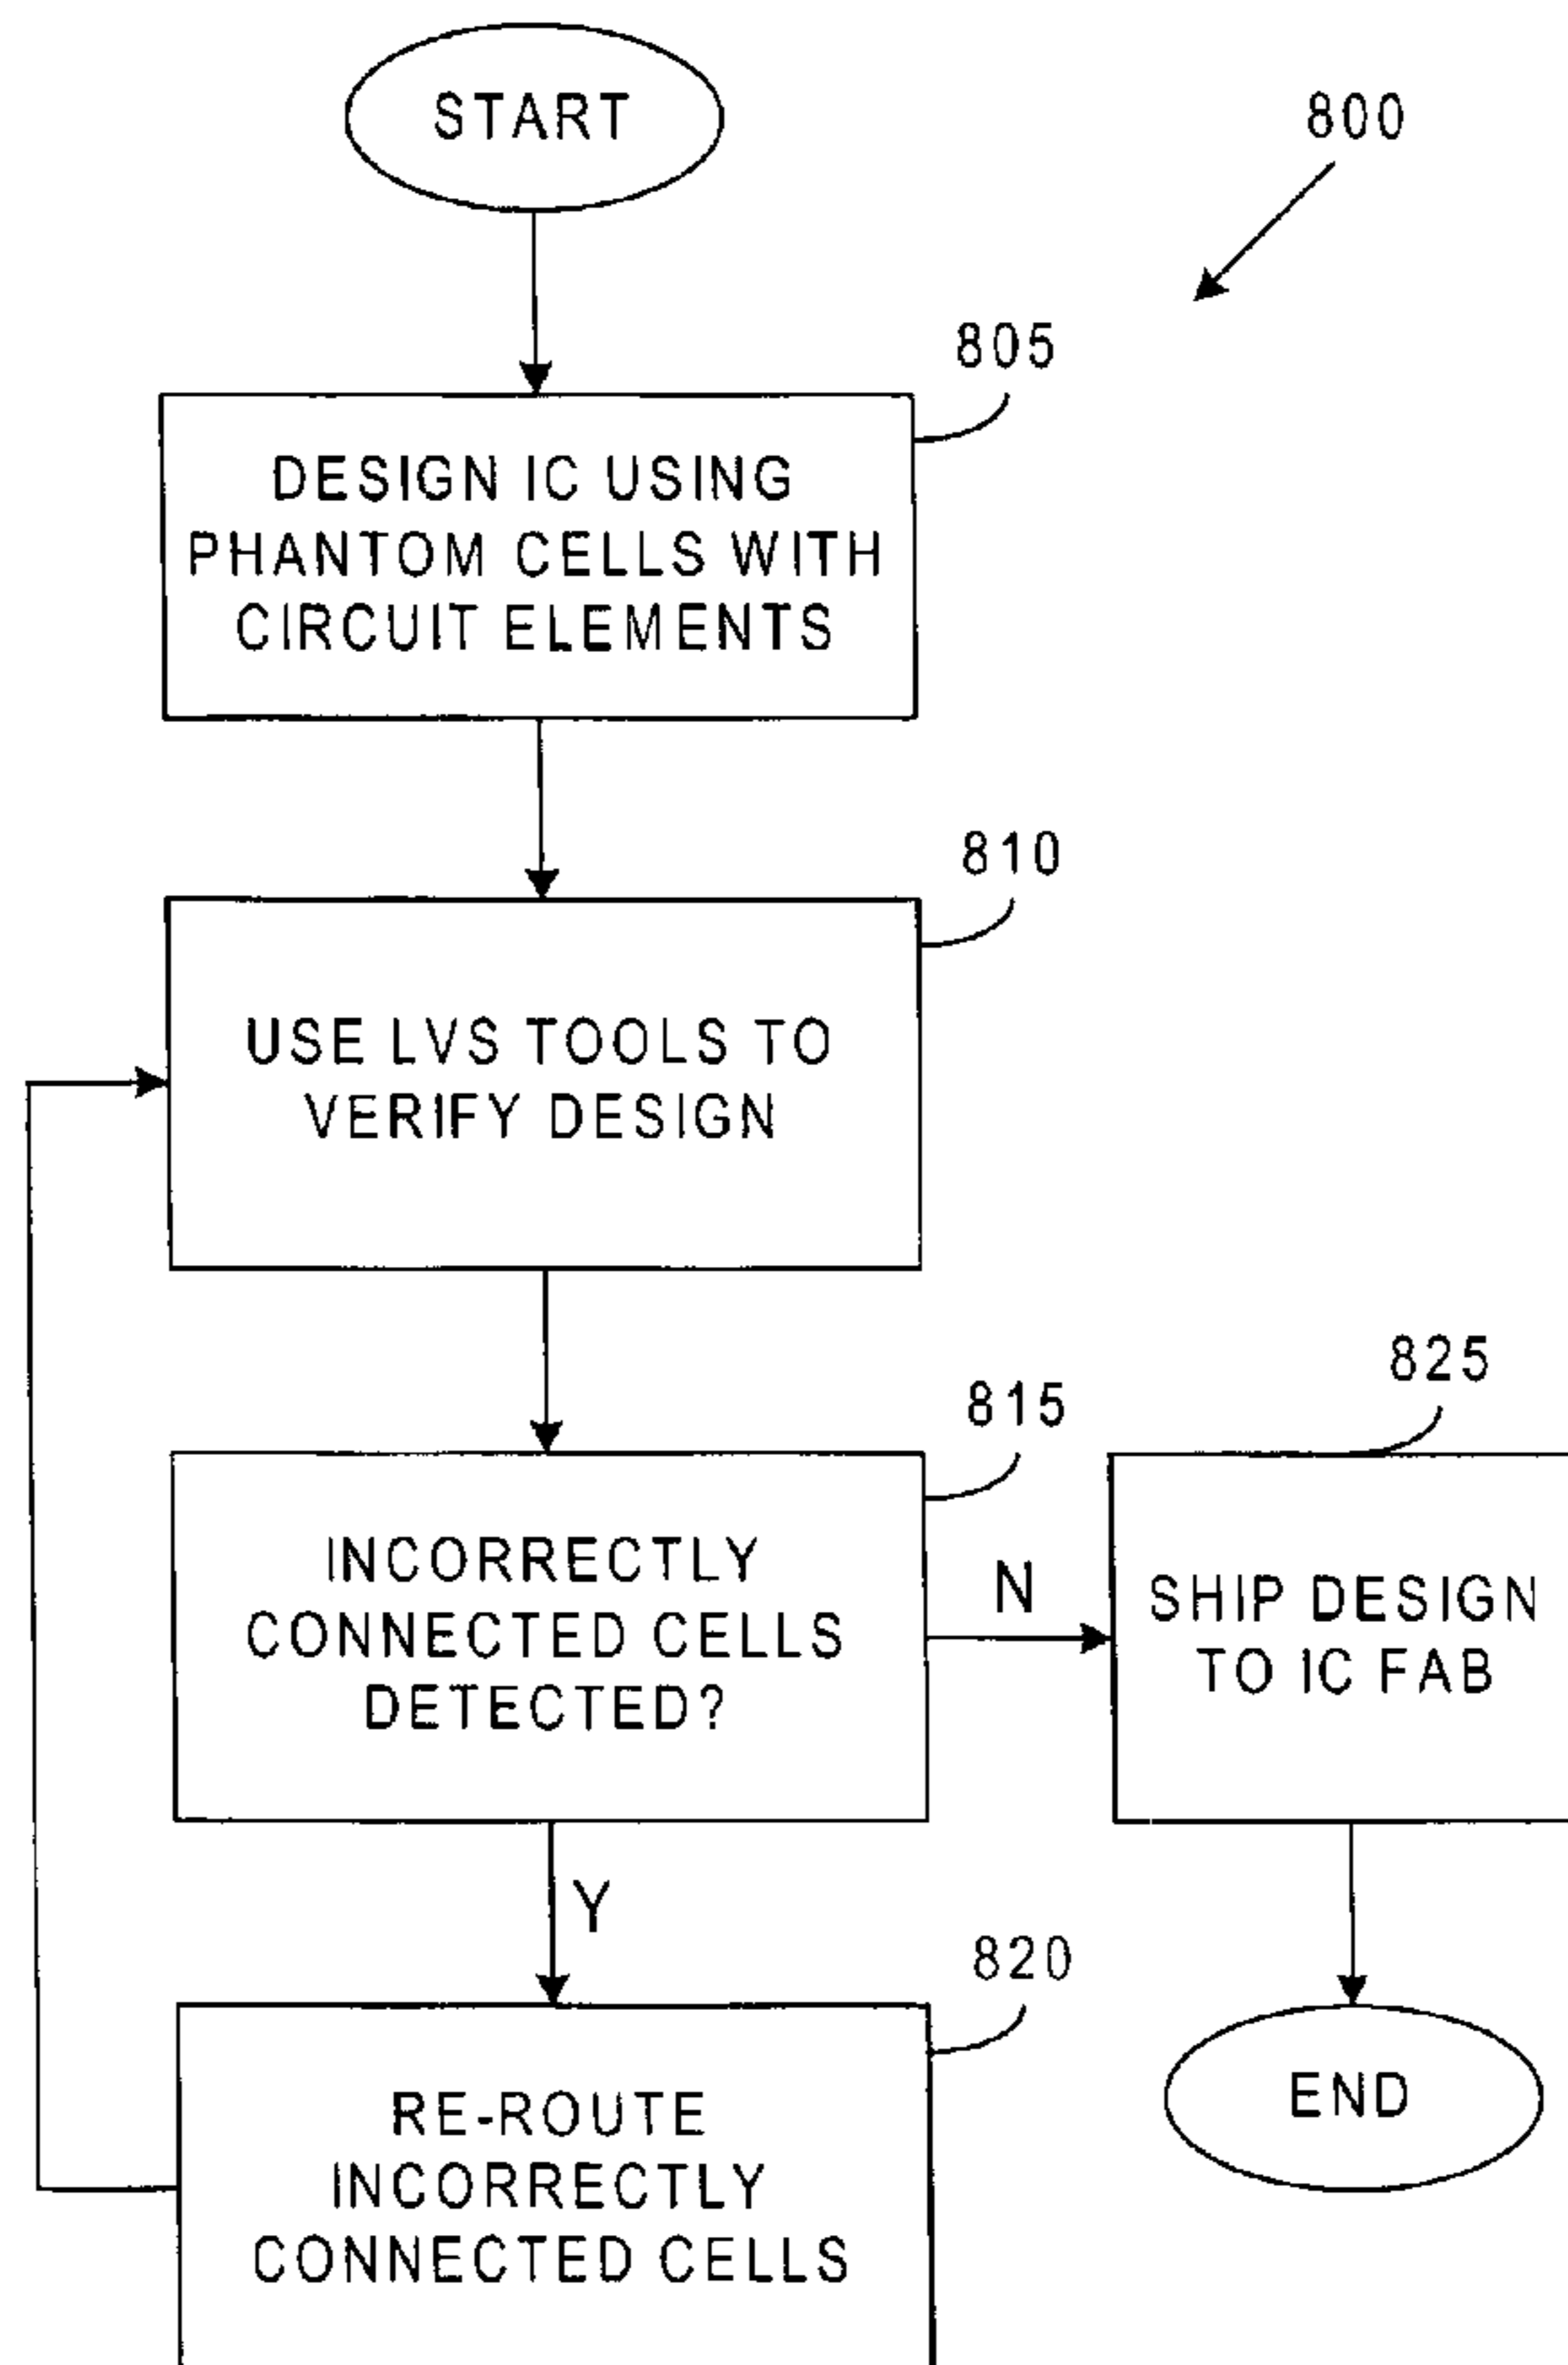 START
800
805
DESIGN IC USING
PHANTOM CELLS WITH
CIRCUIT ELEMENTS
810
USE LVS TOOLS TO
VERIFY DESIGN
815
825
INCORRECTLY
CONNECTED CELLS
DETECTED?
N
SHIP DESIGN
TO IC FAB
Y
820
RE-ROUTE
INCORRECTLY
CONNECTED CELLS
END